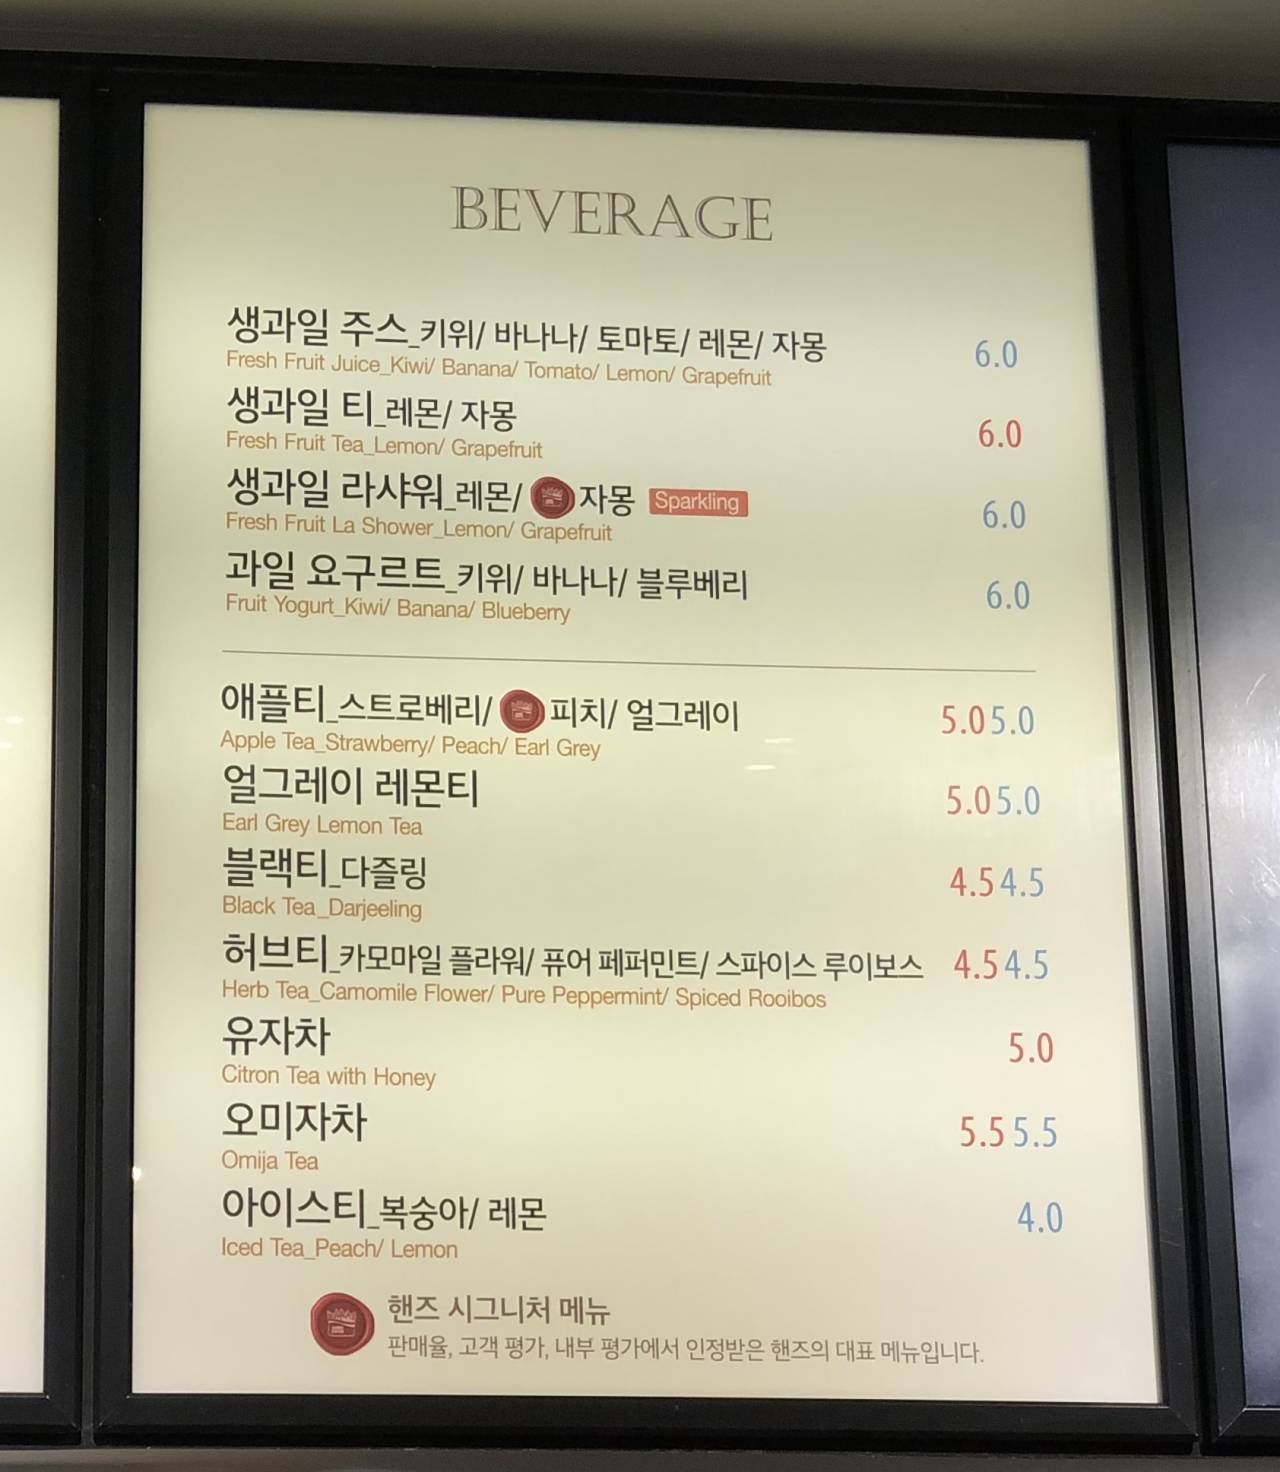 BEVERAGE
생과일 주스_키위/ 바나나/ 토마토/ 레몬/ 자몽 6.0
Fresh Fruit Juice_Kiwi/ Banana/ Tomato/ Lemon/ Grapefruit
생과일 티_레몬/ 자몽 6.0
Fresh Fruit Tea_Lemon/ Grapefruit
생과일 라샤워_레몬/ 자몽 Sparkling 6.0
Fresh Fruit La Shower_Lemon/ Grapefruit
과일 요구르트_키위/ 바나나/ 블루베리 6.0
Fruit Yogurt_Kiwi/ Banana/ Blueberry
애플티_스트로베리/ 피치/ 얼그레이 5.0 5.0
Apple Tea_Strawberry/ Peach/ Earl Grey
얼그레이 레몬티 5.0 5.0
Earl Grey Lemon Tea
블랙티_다즐링 4.5 4.5
Black Tea_Darjeeling
허브티_카모마일 플라워/ 퓨어 페퍼민트/ 스파이스 루이보스 4.5 4.5
Herb Tea_Camomile Flower/ Pure Peppermint/ Spiced Rooibos
유자차 5.0
Citron Tea with Honey
오미자차 5.5 5.5
Omija Tea
아이스티_복숭아/ 레몬 4.0
Iced Tea_Peach/ Lemon
핸즈 시그니처 메뉴
판매율, 고객 평가, 내부 평가에서 인정받은 핸즈의 대표 메뉴입니다.